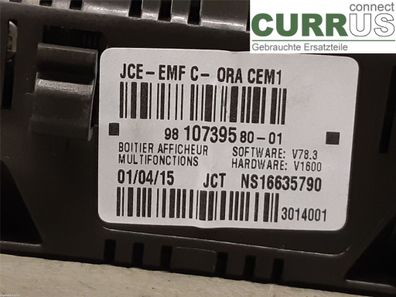 connect
CURRUS
Gebrauchte Ersatzteile
JCE-EMF C- ORA CEM1
98 107395 80-01
BOITIER AFFICHEUR SOFTWARE: V78.3
MULTIFONCTIONS HARDWARE: V1600
01/04/15 JCT NS16635790
3014001